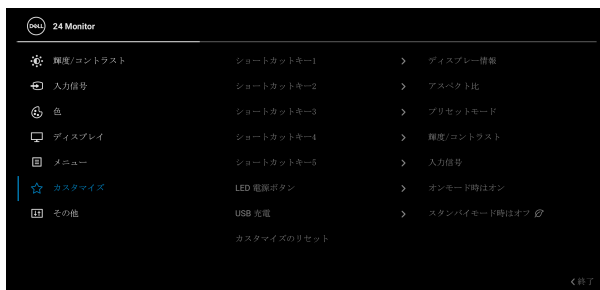 DELL 24 Monitor
輝度/コントラスト ショートカットキー1 > ディスプレー情報
入力信号 ショートカットキー2 > アスペクト比
色 ショートカットキー3 > プリセットモード
ディスプレイ ショートカットキー4 > 輝度/コントラスト
メニュー ショートカットキー5 > 入力信号
カスタマイズ LED 電源ボタン > オンモード時はオン
その他 USB 充電 > スタンバイモード時はオフ
カスタマイズのリセット
<終了